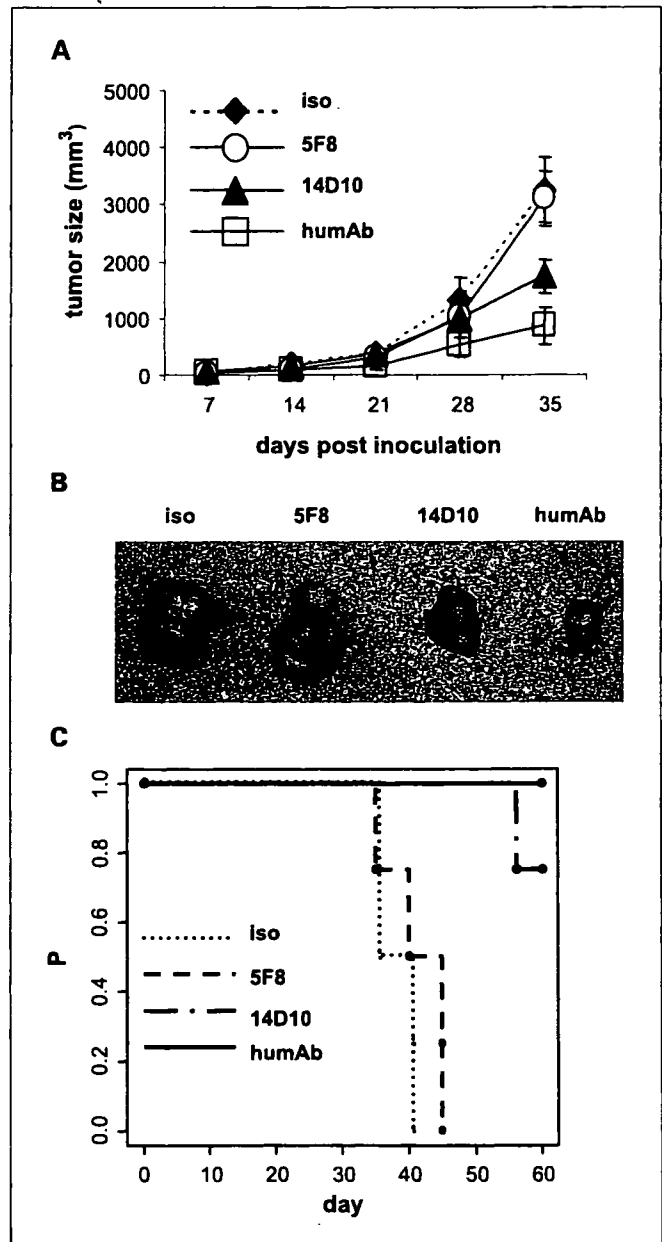 A
5000
4000
3000
2000
1000
0
tumor size (mm³)
iso
5F8
14D10
humAb
7 14 21 28 35
days post inoculation
B
iso 5F8 14D10 humAb
C
1.0
0.8
0.6
0.4
0.2
0.0
P
iso
5F8
14D10
humAb
0 10 20 30 40 50 60
day